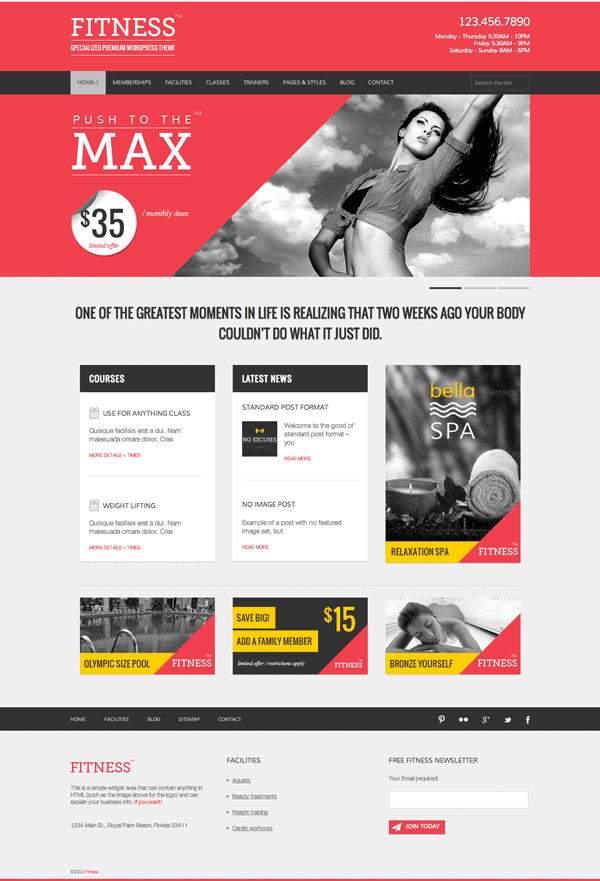 FITNESS™
SPECIALIZED PREMIUM WORDPRESS THEME
123.456.7890
Monday - Thursday 5:30AM - 10PM
Friday 5:30AM - 9PM
Saturday - Sunday 8AM - 6PM
HOME-1 MEMBERSHIPS FACILITIES CLASSES TRAINERS PAGES & STYLES BLOG CONTACT Search the site
PUSH TO THE™
MAX
$35 / monthly dues
limited offer
ONE OF THE GREATEST MOMENTS IN LIFE IS REALIZING THAT TWO WEEKS AGO YOUR BODY
COULDN'T DO WHAT IT JUST DID.
COURSES
USE FOR ANYTHING CLASS
Quisque facilisis erat a dui. Nam
malesuada ornare dolor. Cras
MORE DETAILS + TIMES
WEIGHT LIFTING
Quisque facilisis erat a dui. Nam
malesuada ornare dolor. Cras
MORE DETAILS + TIMES
LATEST NEWS
STANDARD POST FORMAT
NO EXCUSES
Welcome to the good ol'
standard post format –
you
READ MORE
NO IMAGE POST
Example of a post with no featured
image set, but
READ MORE
bella
SPA
RELAXATION SPA
FITNESS™
OLYMPIC SIZE POOL
FITNESS™
SAVE BIG!
$15
ADD A FAMILY MEMBER
limited offer / restrictions apply
FITNESS™
BRONZE YOURSELF
FITNESS™
HOME FACILITIES BLOG SITEMAP CONTACT
FITNESS™
This is a simple widget area that can contain anything in
HTML (such as the image above for the logo) and can
explain your business info. If you want!
1234 Main St., Royal Palm Beach, Florida 33411
FACILITIES
Aquatic
Beauty treatments
Weight training
Cardio workouts
FREE FITNESS NEWSLETTER
Your Email (required)
JOIN TODAY
©2012 Fitness